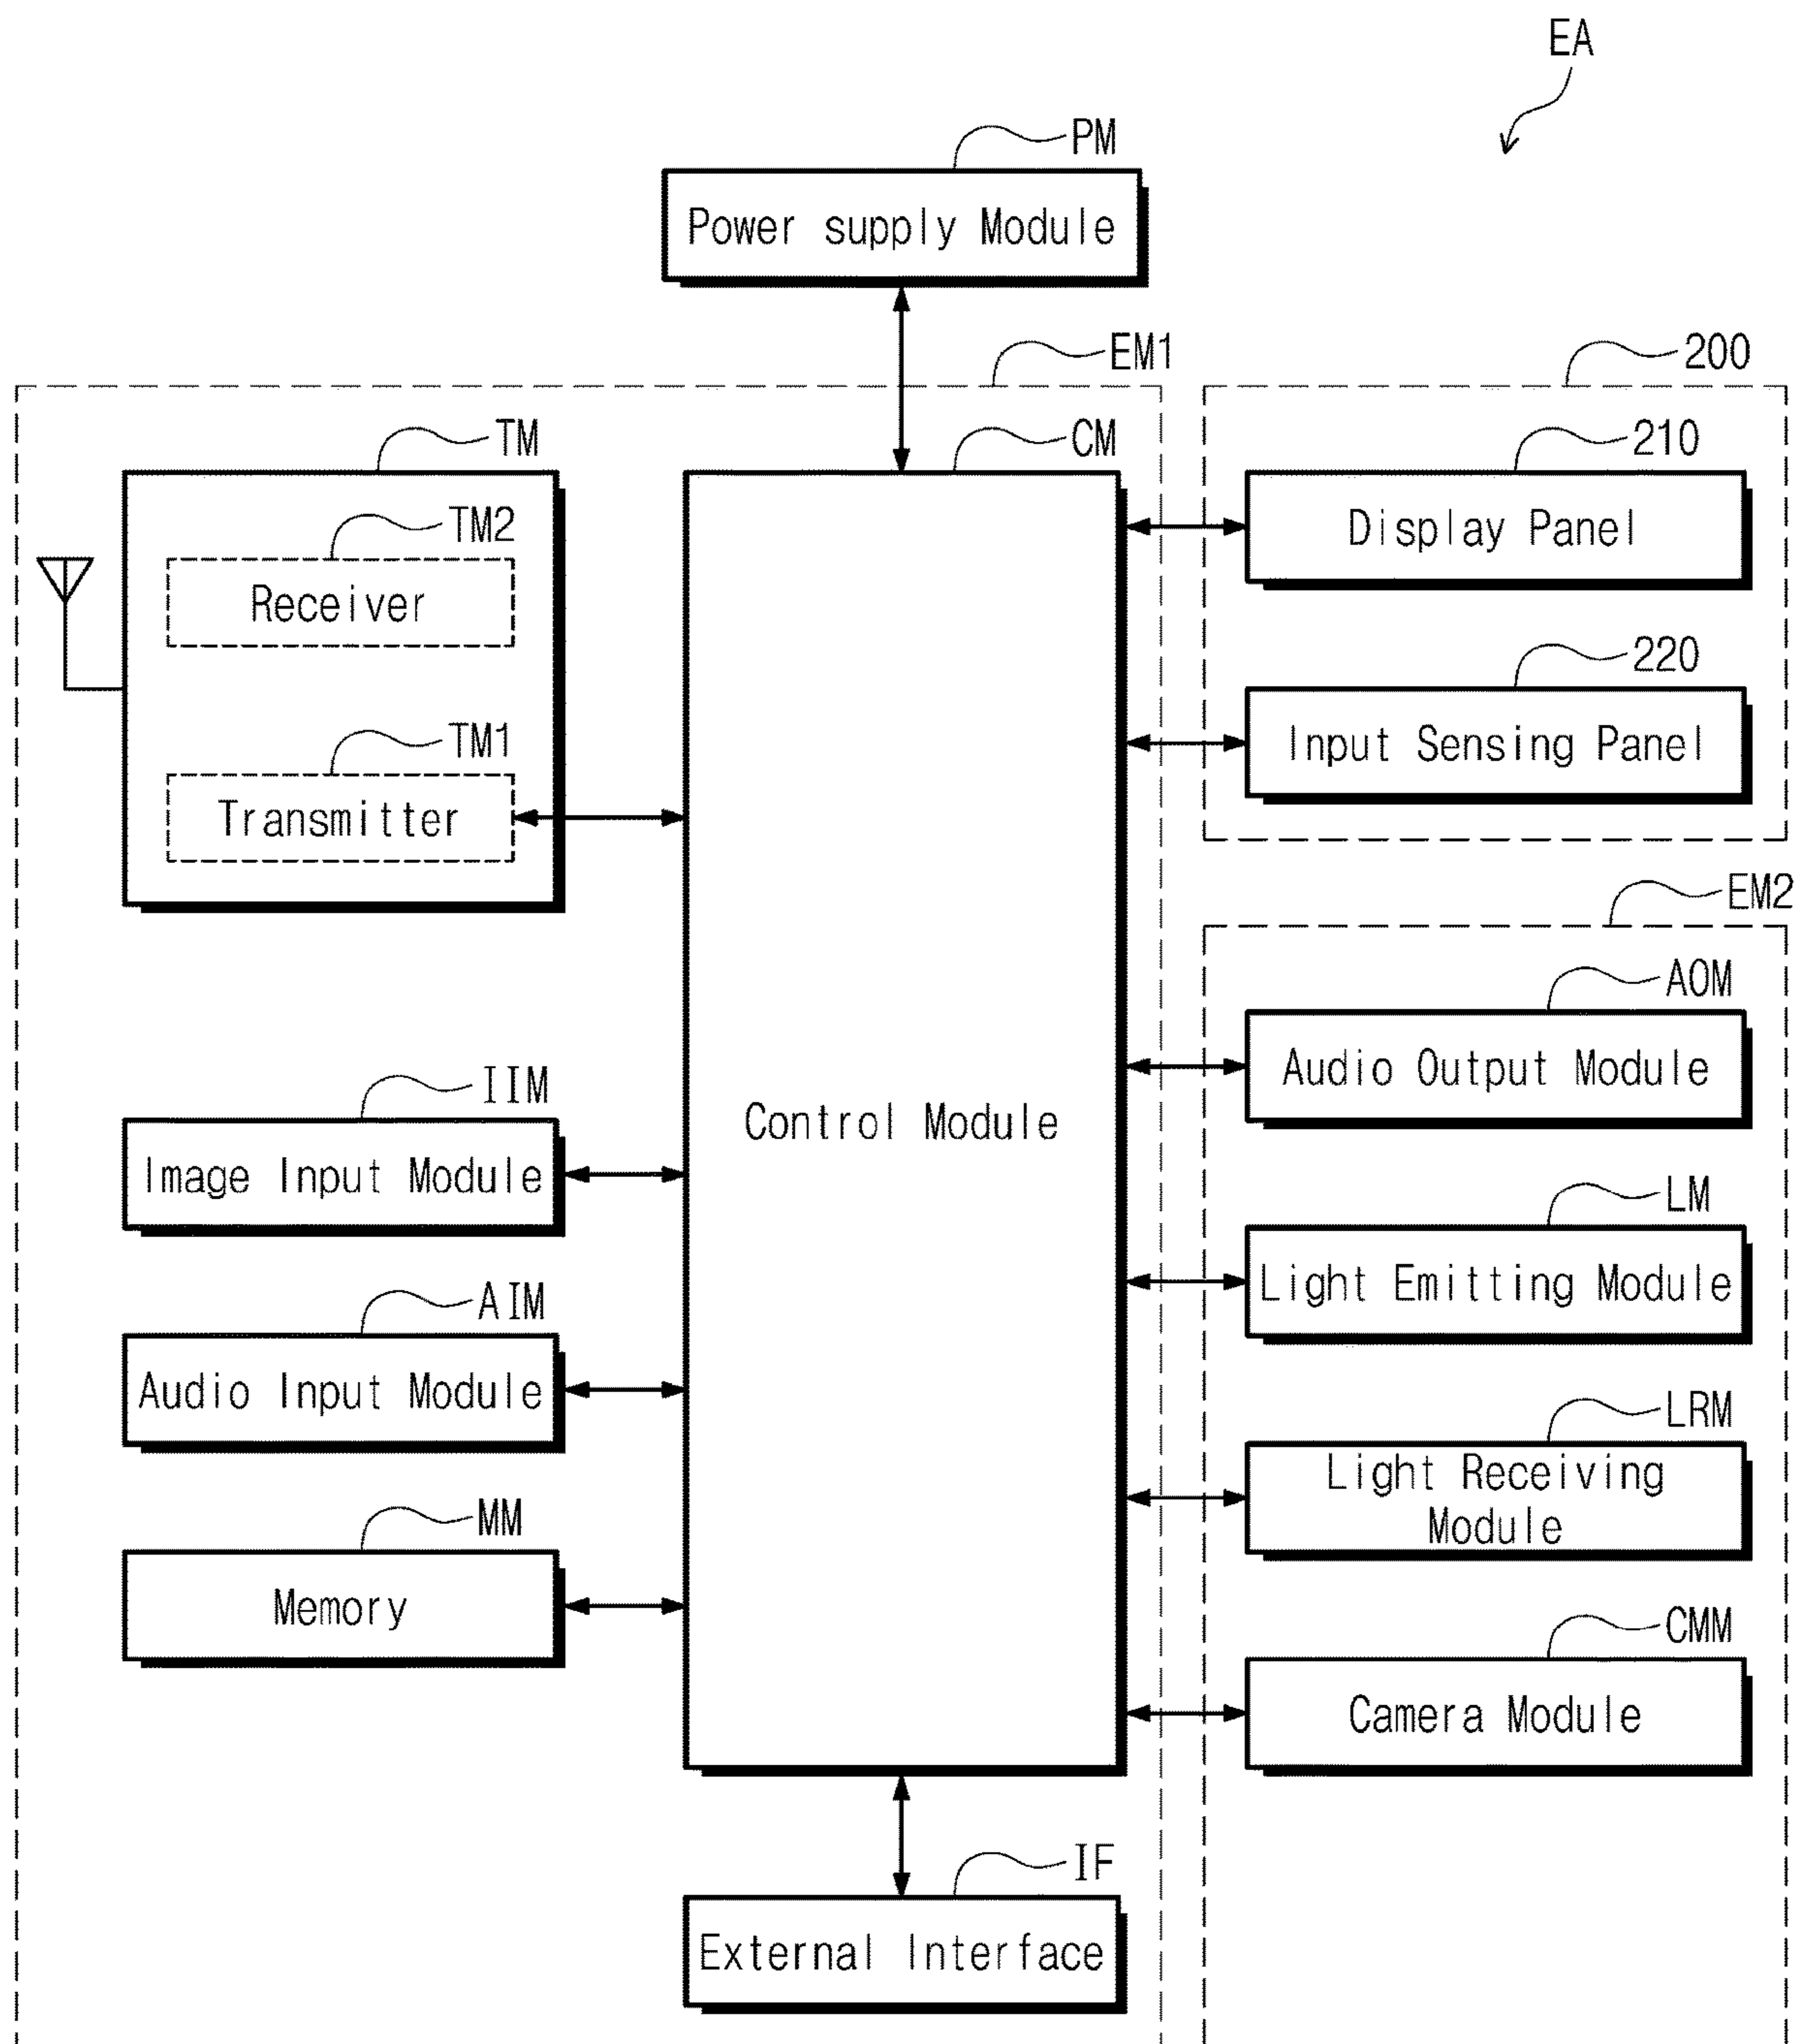 EA
PM
Power supply Module
EM1
200
TM
CM
210
TM2
Display Panel
Receiver
220
TM1
Input Sensing Panel
Transmitter
EM2
AOM
Audio Output Module
IIM
Control Module
Image Input Module
LM
Light Emitting Module
AIM
Audio Input Module
LRM
Light Receiving
Module
MM
Memory
CMM
Camera Module
IF
External Interface